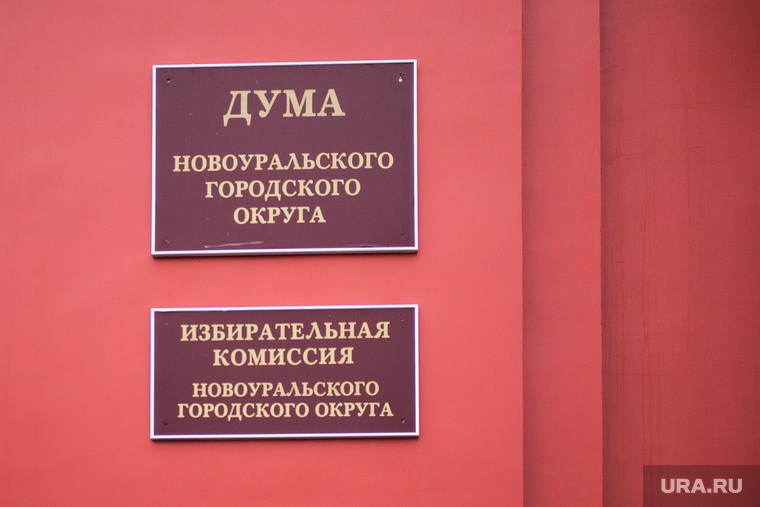 ДУМА
НОВОУРАЛЬСКОГО
ГОРОДСКОГО
ОКРУГА
ИЗБИРАТЕЛЬНАЯ
КОМИССИЯ
НОВОУРАЛЬСКОГО
ГОРОДСКОГО ОКРУГА
URA.RU